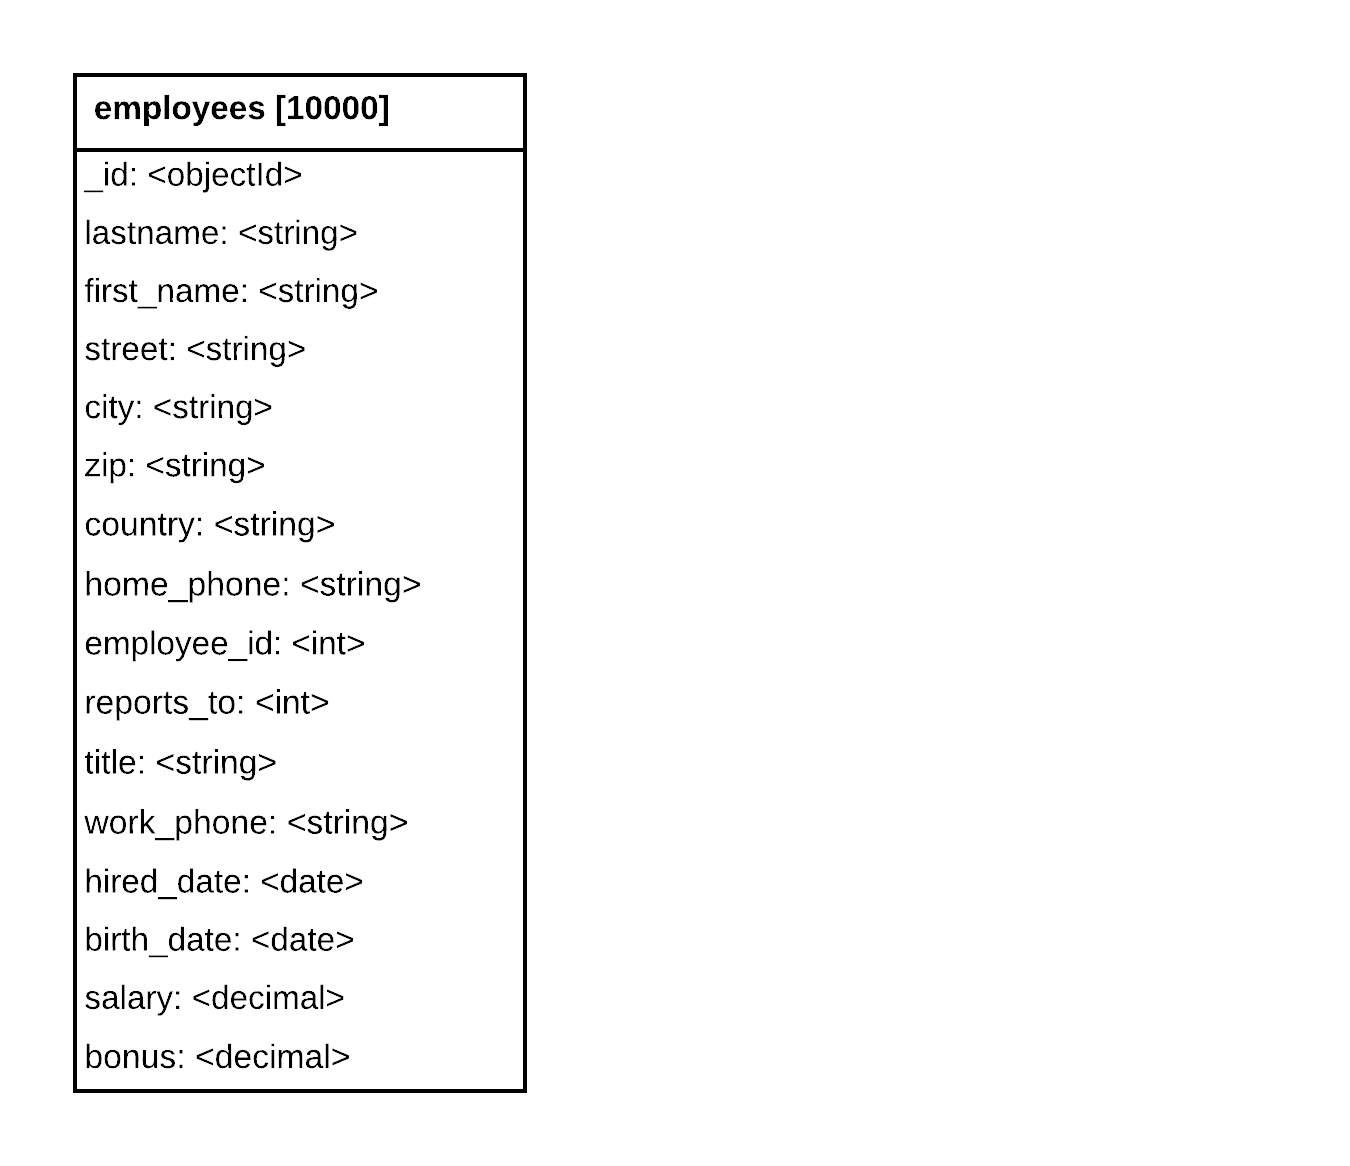 employees [10000]
_id: <objectId>
lastname: <string>
first_name: <string>
street: <string>
city: <string>
zip: <string>
country: <string>
home_phone: <string>
employee_id: <int>
reports_to: <int>
title: <string>
work_phone: <string>
hired_date: <date>
birth_date: <date>
salary: <decimal>
bonus: <decimal>